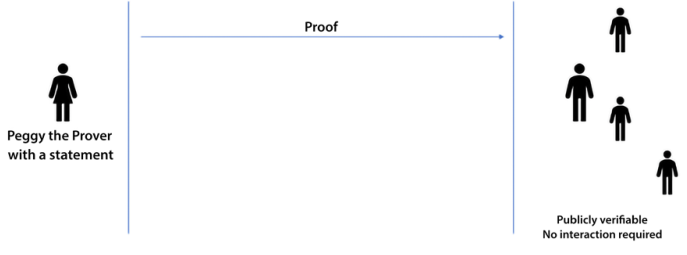 Proof
Peggy the Prover
with a statement
Publicly verifiable
No interaction required